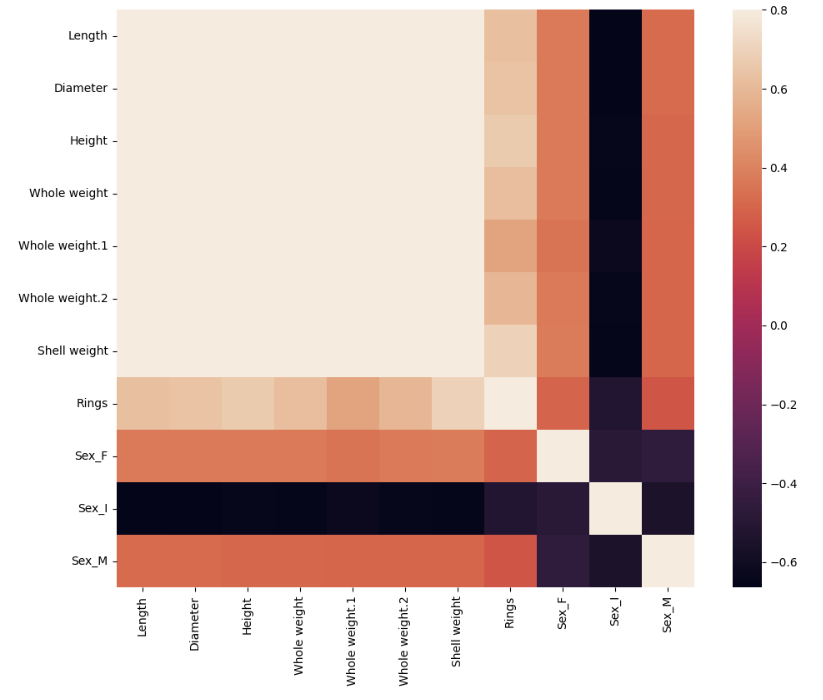 Length
Diameter
Height
Whole weight
Whole weight.1
Whole weight.2
Shell weight
Rings
Sex_F
Sex_I
Sex_M
Length
Diameter
Height
Whole weight
Whole weight.1
Whole weight.2
Shell weight
Rings
Sex_F
Sex_I
Sex_M
0.8
0.6
0.4
0.2
0.0
−0.2
−0.4
−0.6